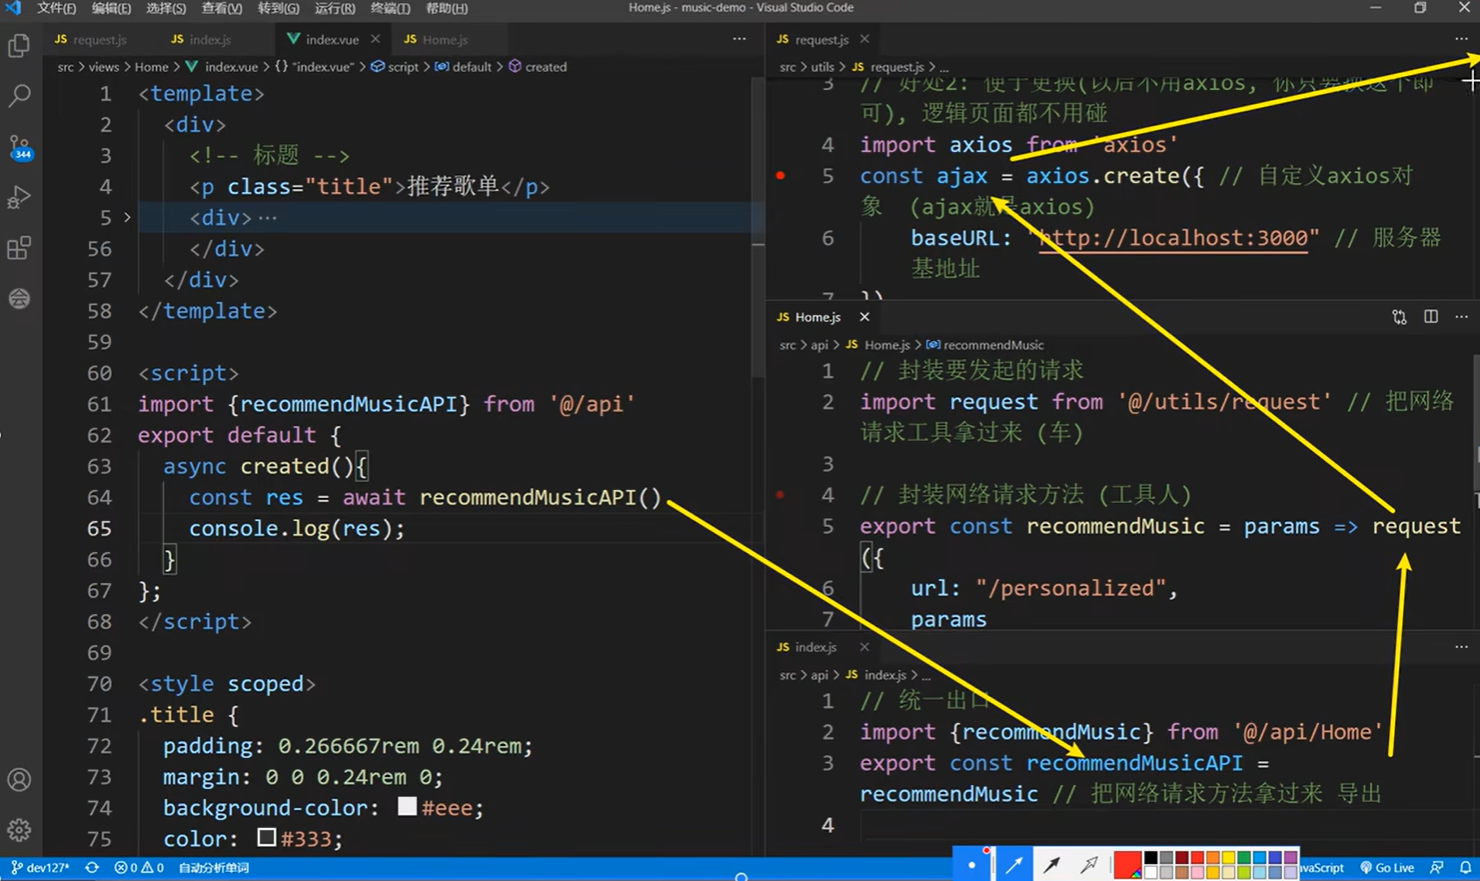 文件(F) 编辑(E) 选择(S) 查看(V) 转到(G) 运行(R) 终端(T) 帮助(H)
Home.js - music-demo - Visual Studio Code
JS request.js JS index.js index.vue JS Home.js
src > views > Home > index.vue > {} "index.vue" > script > default > created
344
1 <template>
2 <div>
3 <!-- 标题 -->
4 <p class="title">推荐歌单</p>
5 <div>…
56 </div>
57 </div>
58 </template>
59
60 <script>
61 import {recommendMusicAPI} from '@/api'
62 export default {
63 async created(){
64 const res = await recommendMusicAPI()
65 console.log(res);
66 }
67 };
68 </script>
69
70 <style scoped>
71 .title {
72 padding: 0.266667rem 0.24rem;
73 margin: 0 0 0.24rem 0;
74 background-color: #eee;
75 color: #333;
JS request.js
src > utils > JS request.js > ...
3 // 好处2: 便于更换(以后不用axios, 你只要换这个即
可), 逻辑页面都不用碰
4 import axios from 'axios'
5 const ajax = axios.create({ // 自定义axios对
象 (ajax就是axios)
6 baseURL: "http://localhost:3000" // 服务器
基地址
7 })
JS Home.js
src > api > JS Home.js > recommendMusic
1 // 封装要发起的请求
2 import request from '@/utils/request' // 把网络
请求工具拿过来 (车)
3
4 // 封装网络请求方法 (工具人)
5 export const recommendMusic = params => request
({
6 url: "/personalized",
7 params
JS index.js
src > api > JS index.js > ...
1 // 统一出口
2 import {recommendMusic} from '@/api/Home'
3 export const recommendMusicAPI =
recommendMusic // 把网络请求方法拿过来 导出
4
dev127* 0 0 自动分析单词
vaScript Go Live